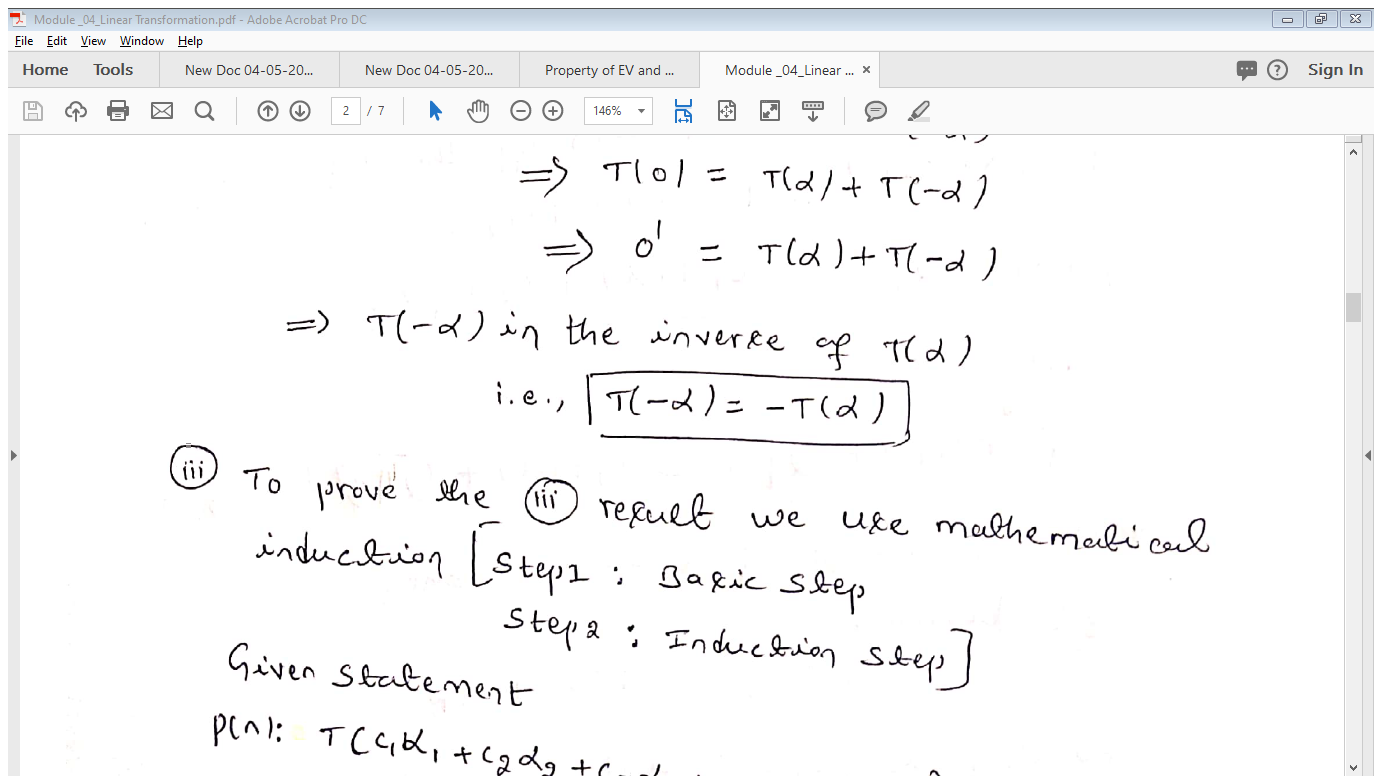 Module _04_Linear Transformation.pdf - Adobe Acrobat Pro DC
File Edit View Window Help
Home Tools New Doc 04-05-20... New Doc 04-05-20... Property of EV and ... Module _04_Linear ... × Sign In
2 / 7 146%
⇒ T(0) = T(α) + T(-α)
⇒ 0' = T(α) + T(-α)
⇒ T(-α) in the inverse of T(α)
i.e., T(-α) = -T(α)
(iii) To prove the (iii) result we use mathematical
induction [Step1 : Basic step
Step2 : Induction step]
Given statement
P(n): T(c₁α₁ + c₂α₂ +